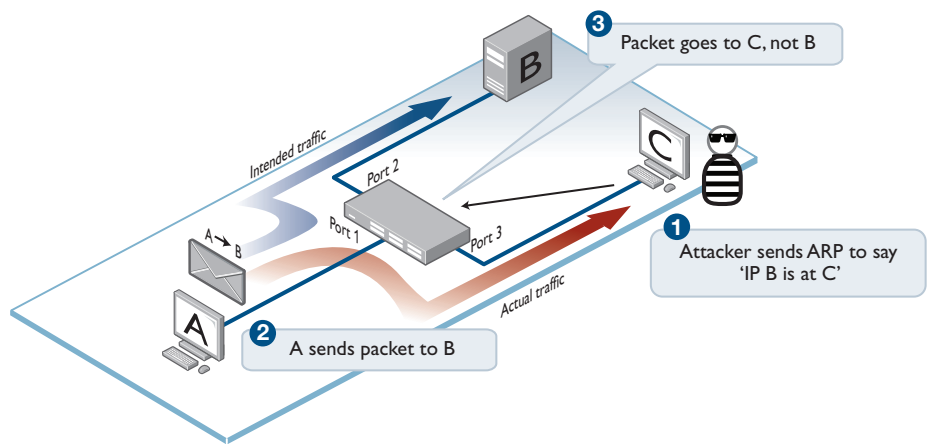 3
Packet goes to C, not B
B
C
Intended traffic
Port 2
Port 1
Port 3
A → B
1
Attacker sends ARP to say
‘IP B is at C’
Actual traffic
A
2
A sends packet to B